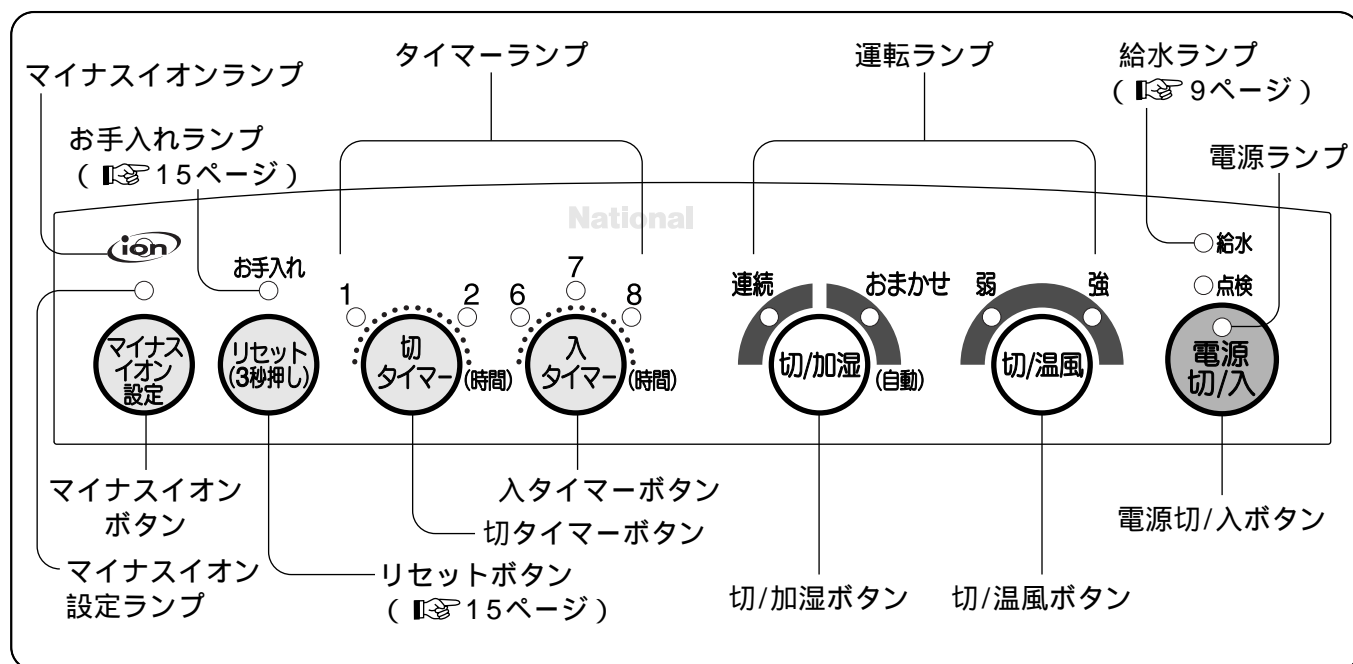 タイマーランプ
運転ランプ
給水ランプ
(☞9ページ)
マイナスイオンランプ
お手入れランプ
(☞15ページ)
電源ランプ
National
ion
お手入れ
1
2
(時間)
6
7
8
(時間)
連続
おまかせ
(自動)
弱
強
給水
点検
マイナス
イオン
設定
リセット
(3秒押し)
切
タイマー
入
タイマー
切/加湿
切/温風
電源
切/入
マイナスイオン
ボタン
入タイマーボタン
切タイマーボタン
電源切/入ボタン
マイナスイオン
設定ランプ
リセットボタン
(☞15ページ)
切/加湿ボタン
切/温風ボタン